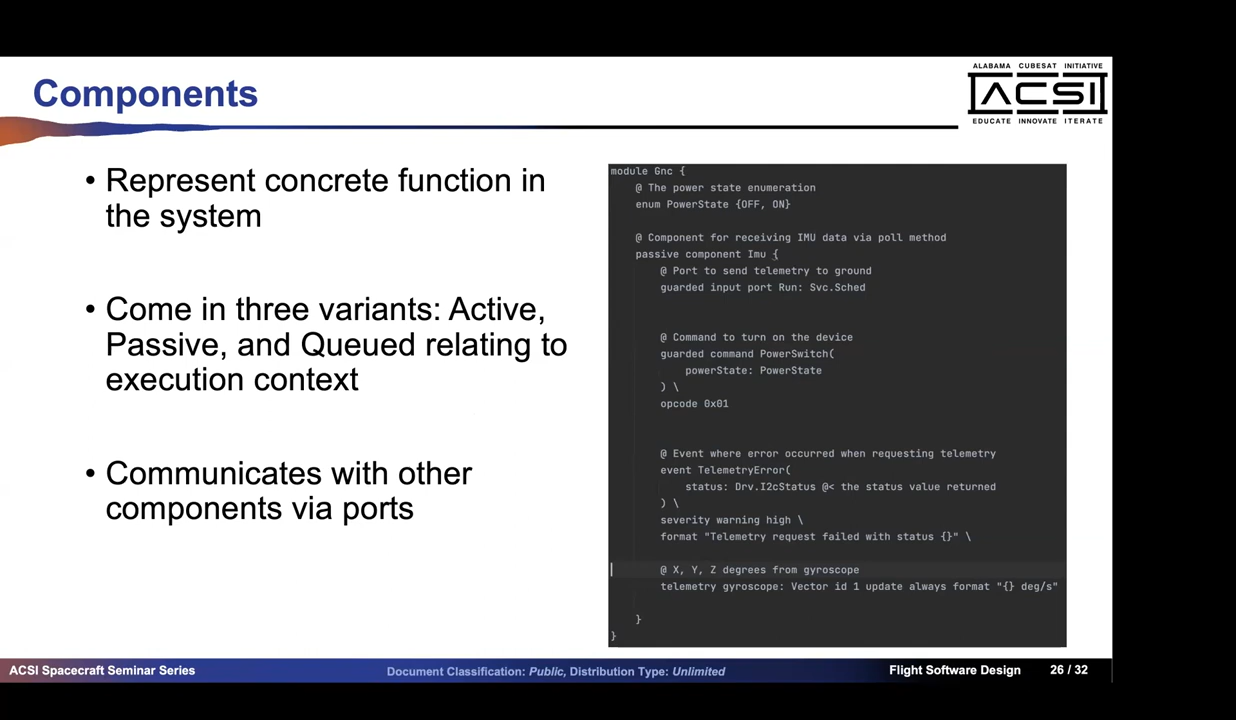 Components
ALABAMA CUBESAT INITIATIVE
ACSI
EDUCATE INNOVATE ITERATE
• Represent concrete function in
the system
• Come in three variants: Active,
Passive, and Queued relating to
execution context
• Communicates with other
components via ports
module Gnc {
@ The power state enumeration
enum PowerState {OFF, ON}
@ Component for receiving IMU data via poll method
passive component Imu {
@ Port to send telemetry to ground
guarded input port Run: Svc.Sched
@ Command to turn on the device
guarded command PowerSwitch(
powerState: PowerState
) \
opcode 0x01
@ Event where error occurred when requesting telemetry
event TelemetryError(
status: Drv.I2cStatus @< the status value returned
) \
severity warning high \
format "Telemetry request failed with status {}" \
@ X, Y, Z degrees from gyroscope
telemetry gyroscope: Vector id 1 update always format "{} deg/s"
}
}
ACSI Spacecraft Seminar Series
Document Classification: Public, Distribution Type: Unlimited
Flight Software Design
26 / 32